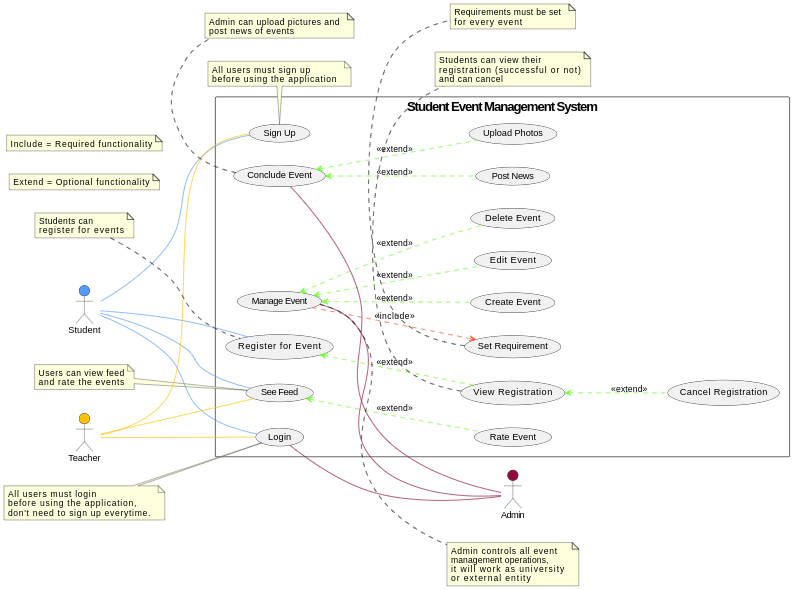 Admin can upload pictures and
post news of events
Requirements must be set
for every event
All users must sign up
before using the application
Students can view their
registration (successful or not)
and can cancel
Student Event Management System
Include = Required functionality
Extend = Optional functionality
Students can
register for events
Sign Up
Upload Photos
«extend»
Conclude Event
«extend»
Post News
Delete Event
«extend»
Edit Event
«extend»
Manage Event
«extend»
Create Event
«include»
Student
Register for Event
Set Requirement
«extend»
Users can view feed
and rate the events
See Feed
View Registration
«extend»
Cancel Registration
«extend»
Login
Rate Event
Teacher
All users must login
before using the application,
don't need to sign up everytime.
Admin
Admin controls all event
management operations,
it will work as university
or external entity